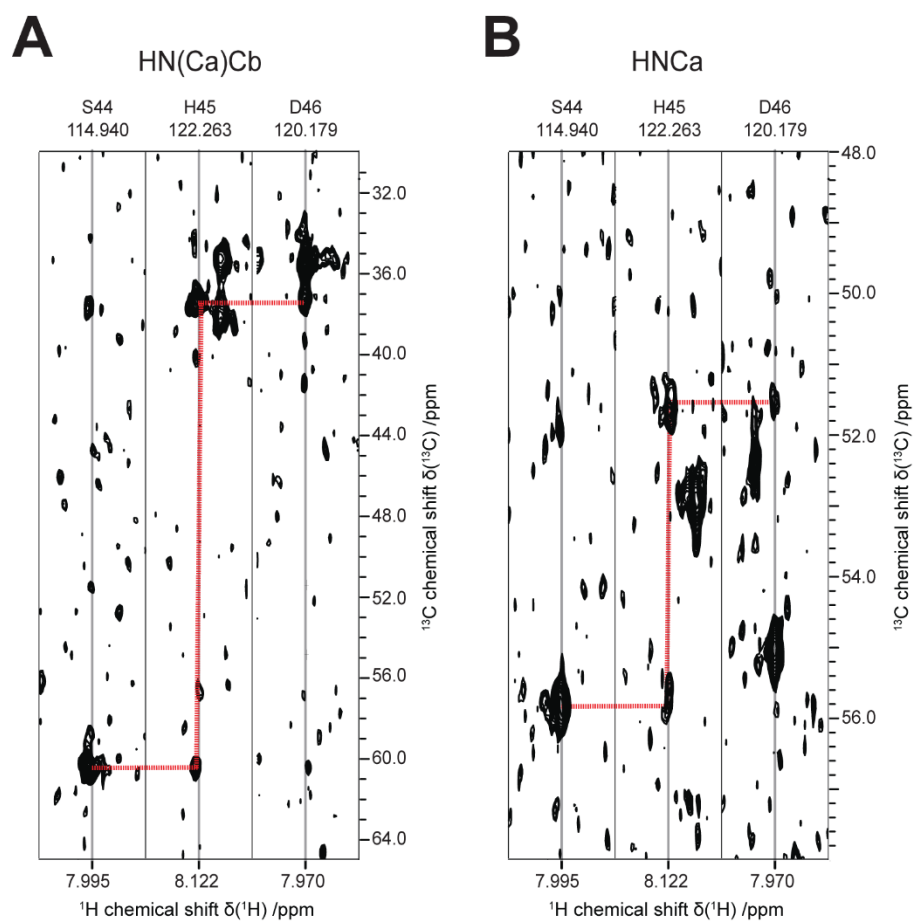 A
HN(Ca)Cb
S44 H45 D46
114.940 122.263 120.179
32.0
36.0
40.0
44.0
48.0
52.0
56.0
60.0
64.0
¹³C chemical shift δ(¹³C) /ppm
7.995 8.122 7.970
¹H chemical shift δ(¹H) /ppm
B
HNCa
S44 H45 D46
114.940 122.263 120.179
48.0
50.0
52.0
54.0
56.0
¹³C chemical shift δ(¹³C) /ppm
7.995 8.122 7.970
¹H chemical shift δ(¹H) /ppm